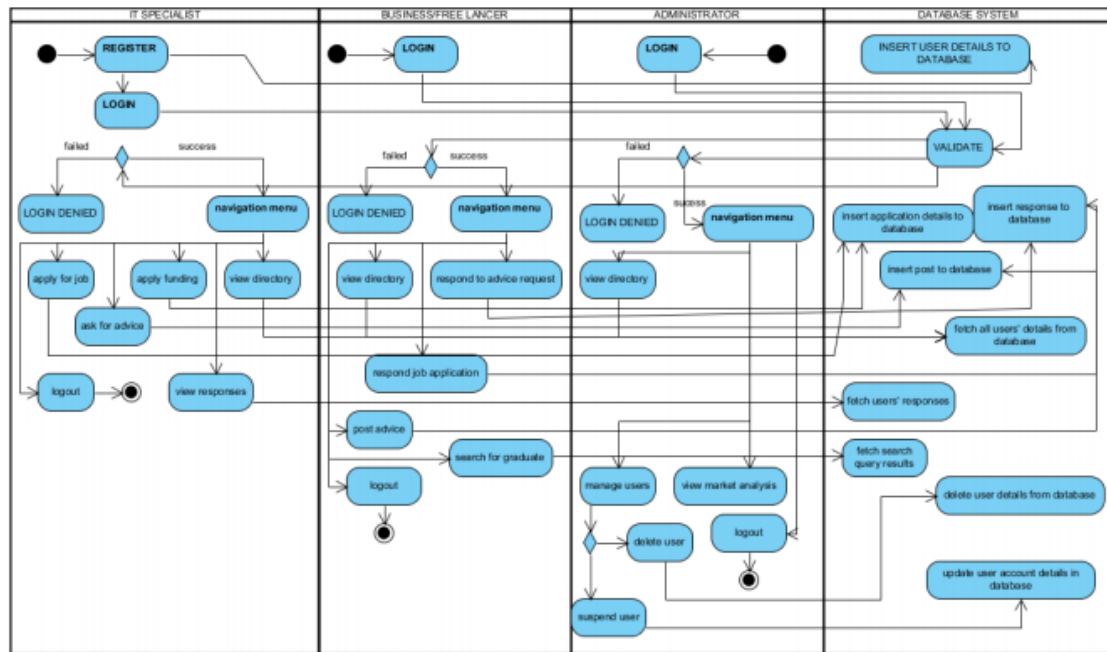 IT SPECIALIST
BUSINESS/FREE LANCER
ADMINISTRATOR
DATABASE SYSTEM
REGISTER
LOGIN
LOGIN
INSERT USER DETAILS TO
DATABASE
LOGIN
VALIDATE
failed
success
failed
success
failed
success
LOGIN DENIED
navigation menu
LOGIN DENIED
navigation menu
LOGIN DENIED
navigation menu
insert application details to
database
insert response to
database
apply for job
apply funding
view directory
view directory
respond to advice request
view directory
insert post to database
ask for advice
fetch all users' details from
database
respond job application
logout
view responses
fetch users' responses
post advice
search for graduate
fetch search
query results
logout
manage users
view market analysis
delete user details from database
delete user
logout
update user account details in
database
suspend user